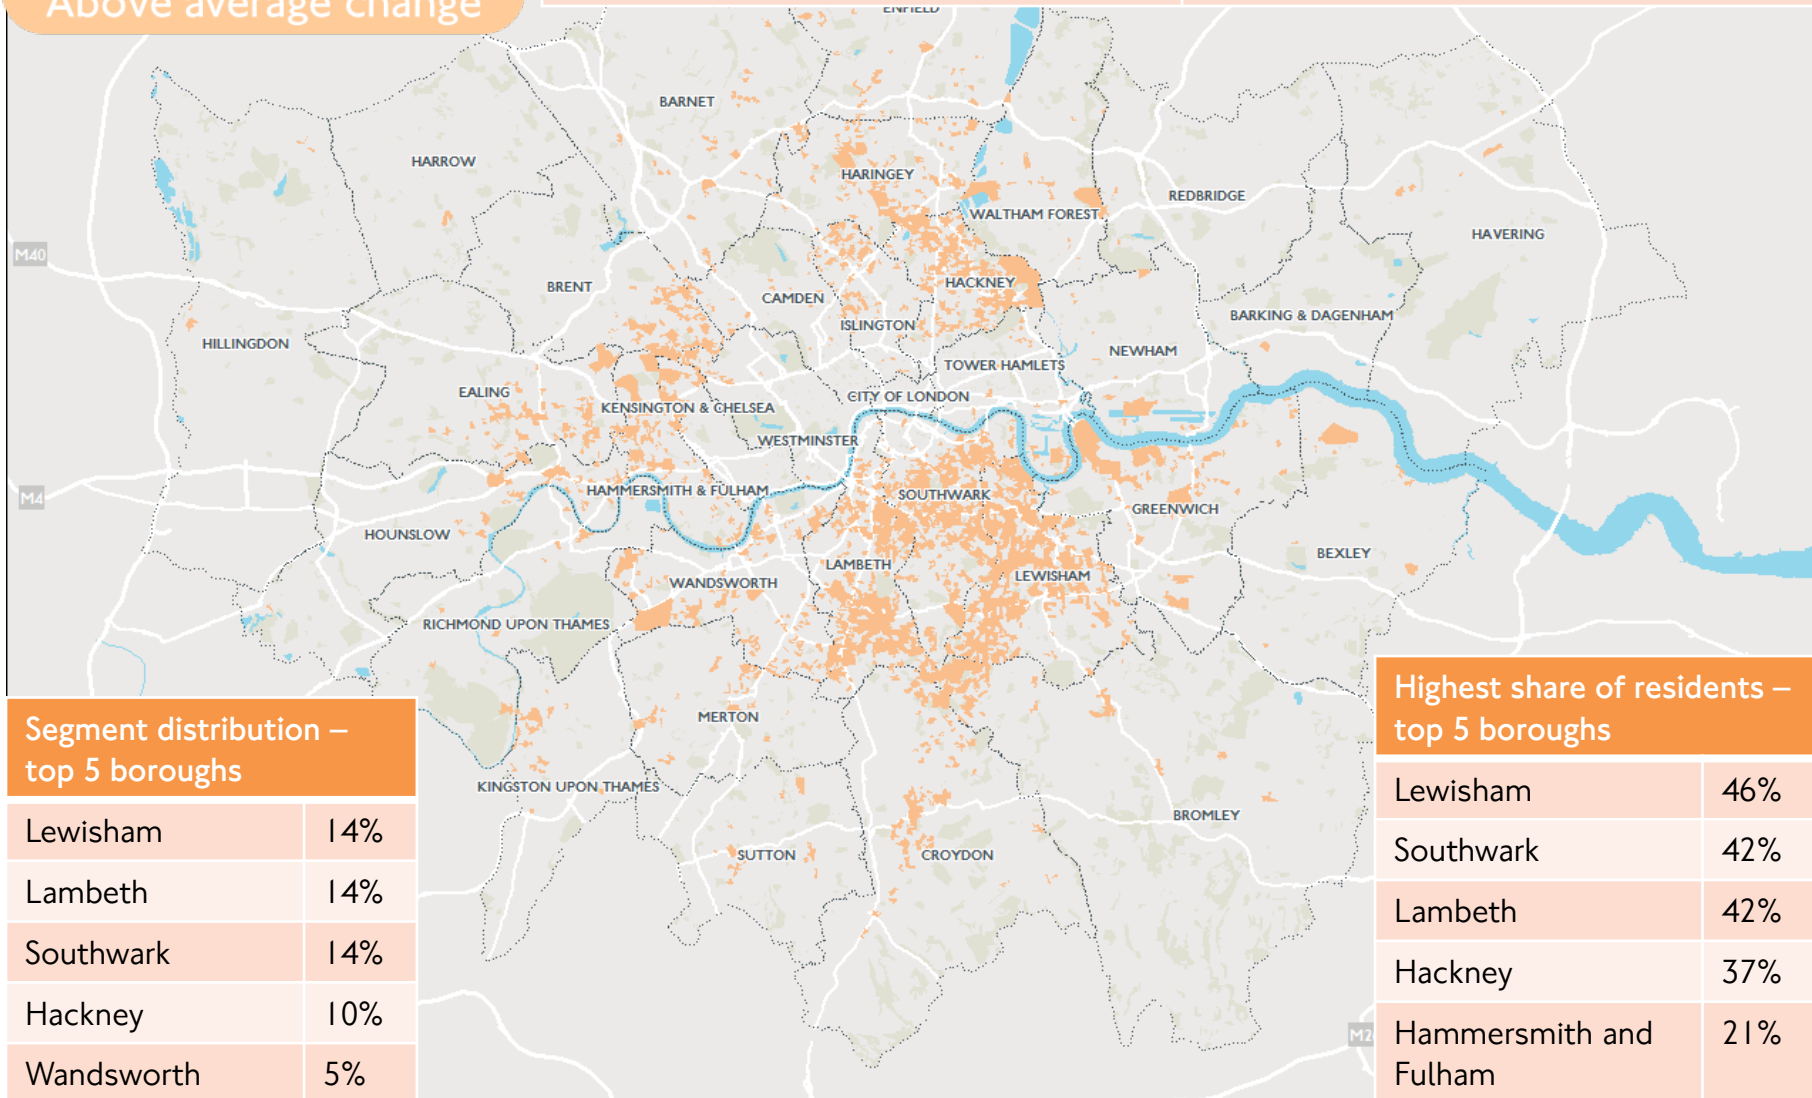 Above average change
ENFIELD
BARNET
HARROW
HARINGEY
REDBRIDGE
WALTHAM FOREST
HAVERING
M40
BRENT
CAMDEN
HACKNEY
ISLINGTON
BARKING & DAGENHAM
HILLINGDON
NEWHAM
TOWER HAMLETS
EALING
CITY OF LONDON
KENSINGTON & CHELSEA
WESTMINSTER
M4
HAMMERSMITH & FULHAM
SOUTHWARK
GREENWICH
HOUNSLOW
BEXLEY
LAMBETH
WANDSWORTH
LEWISHAM
RICHMOND UPON THAMES
MERTON
KINGSTON UPON THAMES
BROMLEY
SUTTON
CROYDON
Segment distribution –
top 5 boroughs
Lewisham 14%
Lambeth 14%
Southwark 14%
Hackney 10%
Wandsworth 5%
Highest share of residents –
top 5 boroughs
Lewisham 46%
Southwark 42%
Lambeth 42%
Hackney 37%
Hammersmith and 21%
Fulham